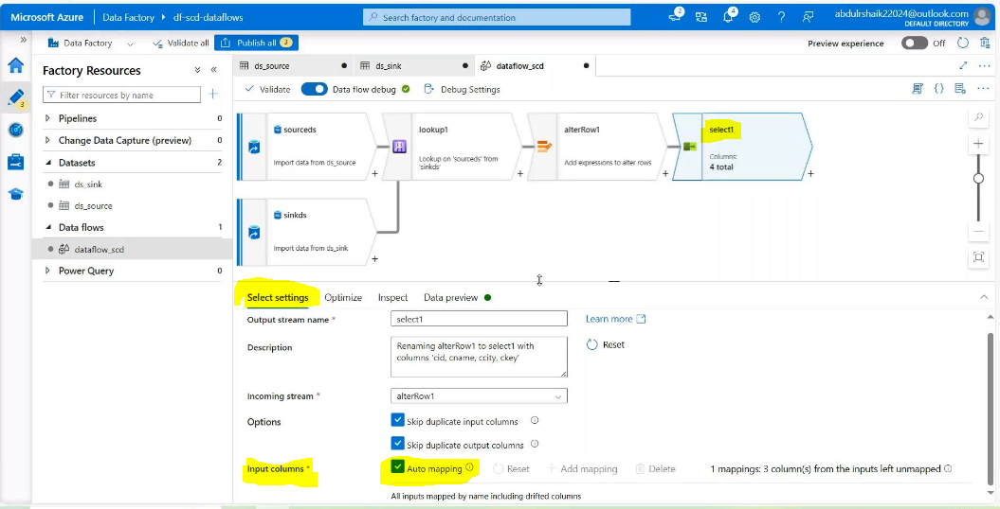 Microsoft Azure | Data Factory ▸ df-scd-dataflows
Search factory and documentation
2
4
abdulrshaik22024@outlook.com
DEFAULT DIRECTORY
Data Factory
Validate all
Publish all 3
Preview experience
Off
3
Factory Resources
Filter resources by name
Pipelines 0
Change Data Capture (preview) 0
Datasets 2
ds_sink
ds_source
Data flows 1
dataflow_scd
Power Query 0
ds_source
ds_sink
dataflow_scd
Validate
Data flow debug
Debug Settings
sourceds
Import data from ds_source
lookup1
Lookup on 'sourceds' from
'sinkds'
alterRow1
Add expressions to alter rows
select1
Columns:
4 total
sinkds
Import data from ds_sink
Select settings
Optimize
Inspect
Data preview
Output stream name *
select1
Learn more
Description
Renaming alterRow1 to select1 with
columns 'cid, cname, ccity, ckey'
Reset
Incoming stream *
alterRow1
Options
Skip duplicate input columns
Skip duplicate output columns
Input columns *
Auto mapping
Reset
Add mapping
Delete
1 mappings: 3 column(s) from the inputs left unmapped
All inputs mapped by name including drifted columns